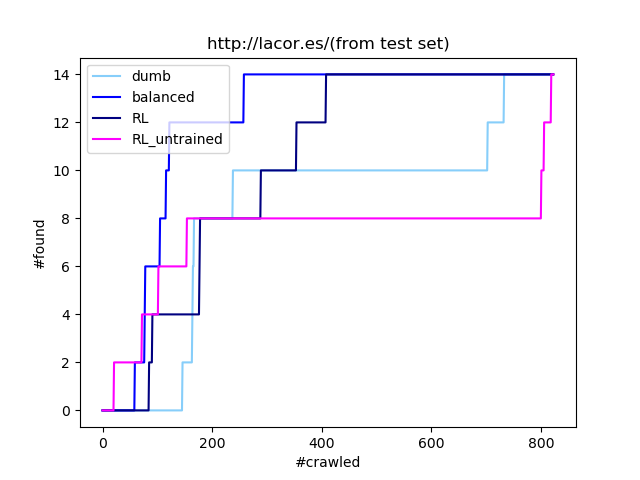 http://lacor.es/(from test set)
dumb
balanced
RL
RL_untrained
14
12
10
8
6
4
2
0
#found
0 200 400 600 800
#crawled